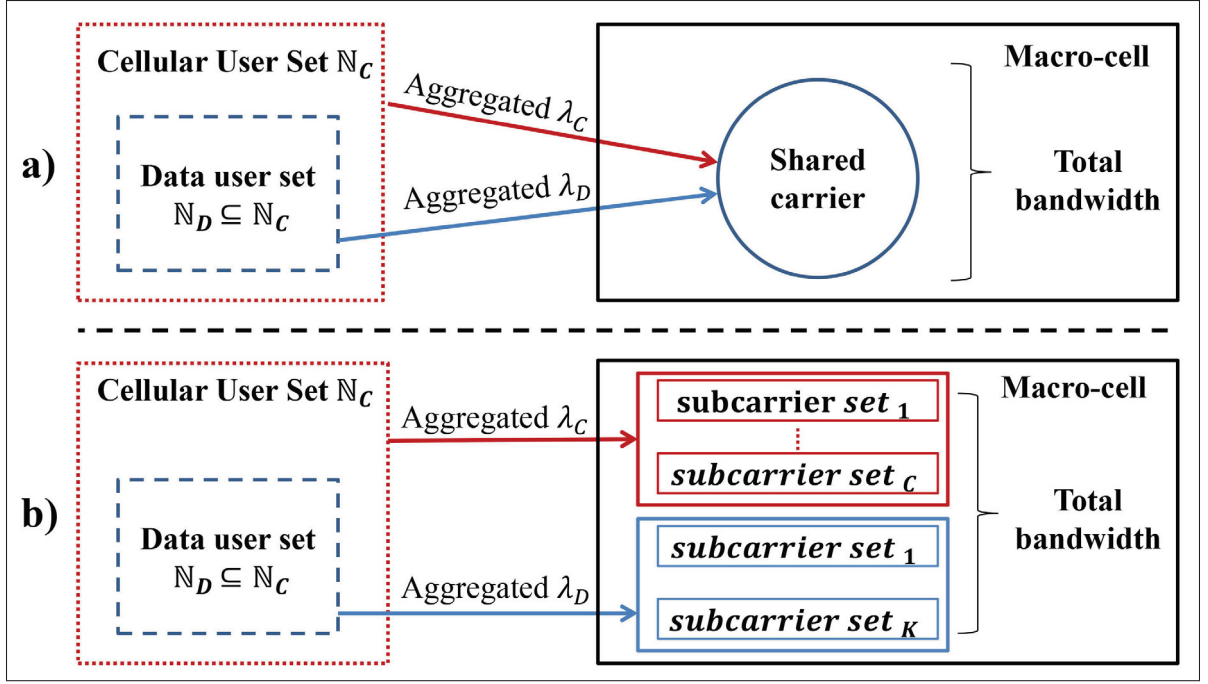 a)
Cellular User Set ℕ_C
Data user set
ℕ_D ⊆ ℕ_C
Aggregated λ_C
Aggregated λ_D
Shared
carrier
Macro-cell
Total
bandwidth
b)
Cellular User Set ℕ_C
Data user set
ℕ_D ⊆ ℕ_C
Aggregated λ_C
Aggregated λ_D
subcarrier set_1
subcarrier set_C
subcarrier set_1
subcarrier set_K
Macro-cell
Total
bandwidth